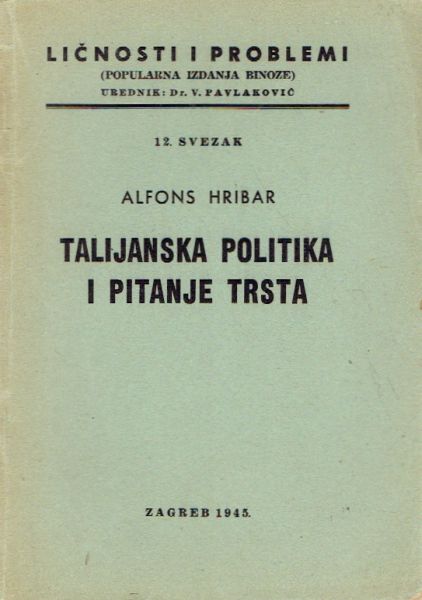 LIČNOSTI I PROBLEMI
(POPULARNA IZDANJA BINOZE)
UREDNIK: Dr. V. PAVLAKOVIĆ
12. SVEZAK
ALFONS HRIBAR
TALIJANSKA POLITIKA
I PITANJE TRSTA
ZAGREB 1945.